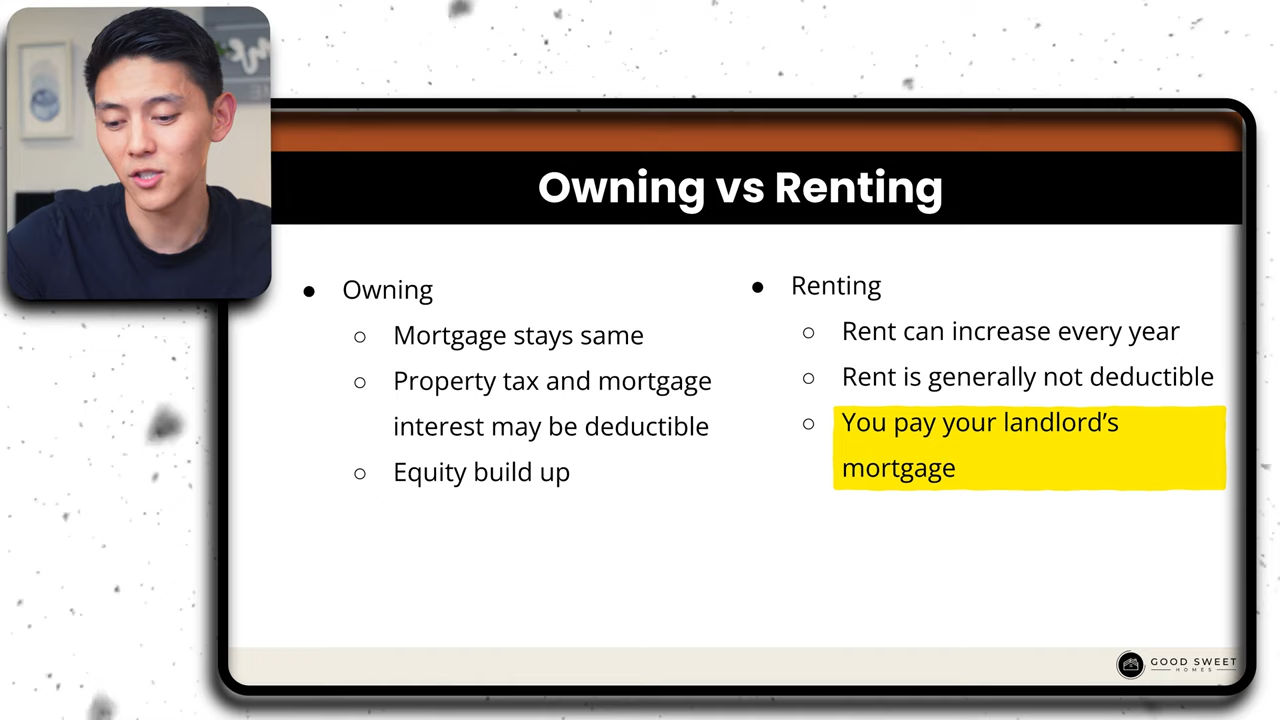 Owning vs Renting
● Owning
○ Mortgage stays same
○ Property tax and mortgage
interest may be deductible
○ Equity build up
● Renting
○ Rent can increase every year
○ Rent is generally not deductible
○ You pay your landlord’s
mortgage
GOOD SWEET
HOMES